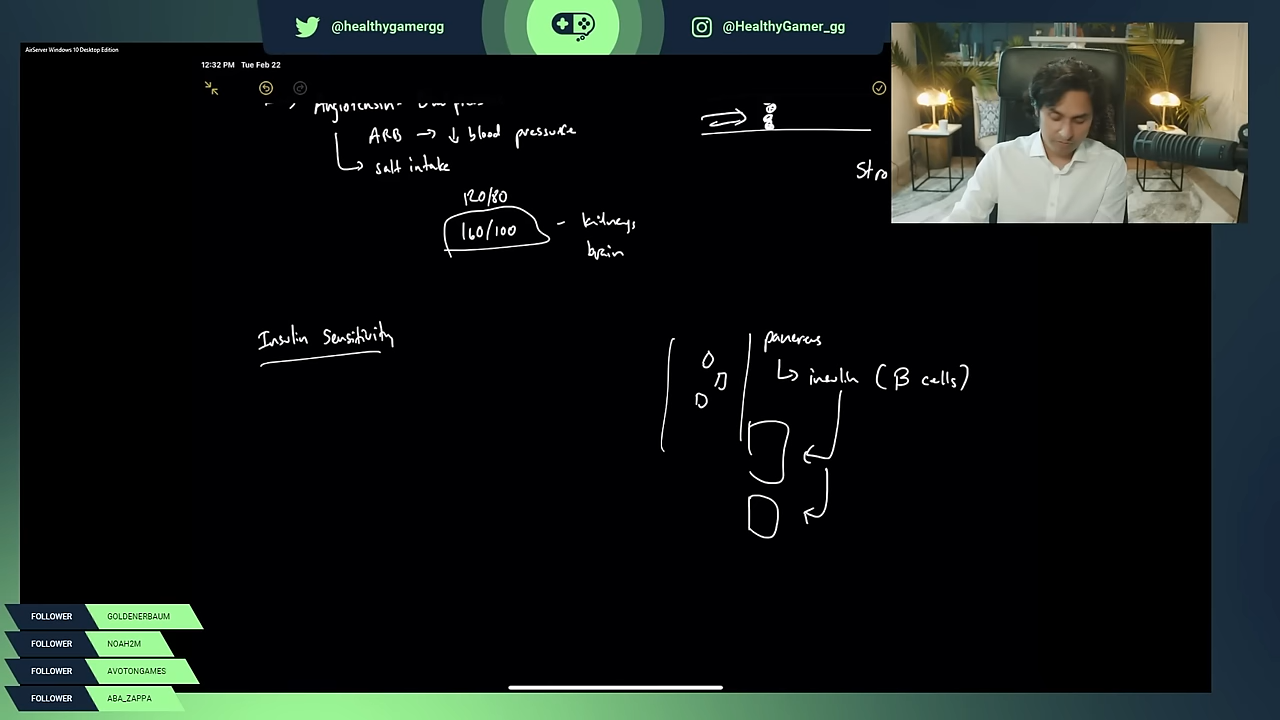 @healthygamergg
@HealthyGamer_gg
AirServer Windows 10 Desktop Edition
12:32 PM Tue Feb 22
Angiotensin-
ARB → ↓ blood pressure
salt intake
Stro
120/80
160/100 - kidneys
brain
Insulin Sensitivity
pancreas
↳ insulin (β cells)
FOLLOWER GOLDENERBAUM
FOLLOWER NOAH2M
FOLLOWER AVOTONGAMES
FOLLOWER ABA_ZAPPA